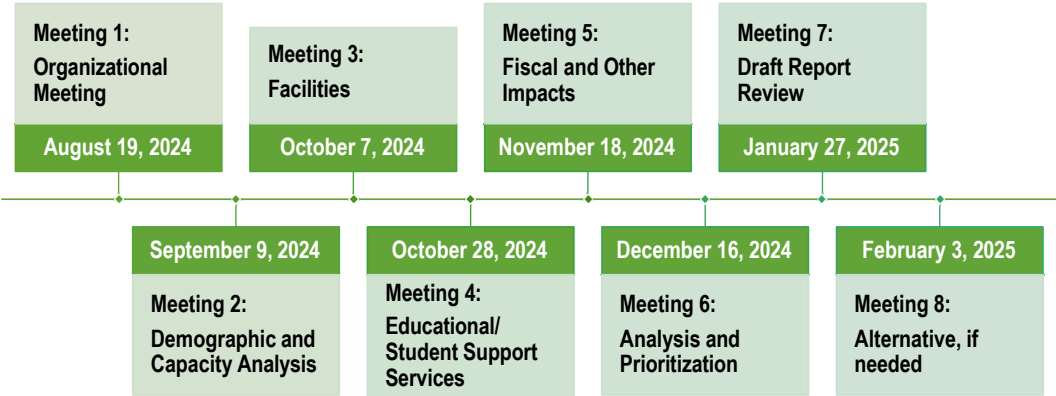 Meeting 1:
Organizational
Meeting
August 19, 2024
September 9, 2024
Meeting 2:
Demographic and
Capacity Analysis
Meeting 3:
Facilities
October 7, 2024
October 28, 2024
Meeting 4:
Educational/
Student Support
Services
Meeting 5:
Fiscal and Other
Impacts
November 18, 2024
December 16, 2024
Meeting 6:
Analysis and
Prioritization
Meeting 7:
Draft Report
Review
January 27, 2025
February 3, 2025
Meeting 8:
Alternative, if
needed